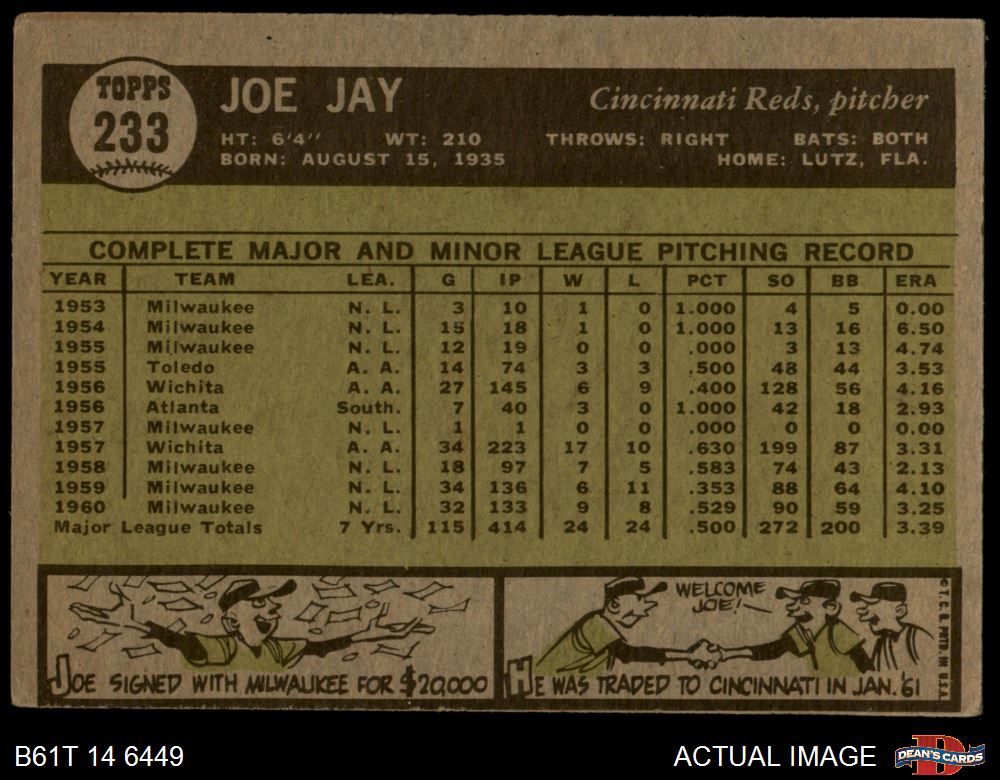 TOPPS
233
JOE JAY
Cincinnati Reds, pitcher
HT: 6'4'' WT: 210 THROWS: RIGHT BATS: BOTH
BORN: AUGUST 15, 1935 HOME: LUTZ, FLA.
COMPLETE MAJOR AND MINOR LEAGUE PITCHING RECORD
YEAR TEAM LEA. G IP W L PCT SO BB ERA
1953 Milwaukee N. L. 3 10 1 0 1.000 4 5 0.00
1954 Milwaukee N. L. 15 18 1 0 1.000 13 16 6.50
1955 Milwaukee N. L. 12 19 0 0 .000 3 13 4.74
1955 Toledo A. A. 14 74 3 3 .500 48 44 3.53
1956 Wichita A. A. 27 145 6 9 .400 128 56 4.16
1956 Atlanta South. 7 40 3 0 1.000 42 18 2.93
1957 Milwaukee N. L. 1 1 0 0 .000 0 0 0.00
1957 Wichita A. A. 34 223 17 10 .630 199 87 3.31
1958 Milwaukee N. L. 18 97 7 5 .583 74 43 2.13
1959 Milwaukee N. L. 34 136 6 11 .353 88 64 4.10
1960 Milwaukee N. L. 32 133 9 8 .529 90 59 3.25
Major League Totals 7 Yrs. 115 414 24 24 .500 272 200 3.39
JOE SIGNED WITH MILWAUKEE FOR $20,000
WELCOME
JOE!
HE WAS TRADED TO CINCINNATI IN JAN. '61
© T. C. G. PRTD. IN U.S.A.
B61T 14 6449
ACTUAL IMAGE
DEAN'S CARDS